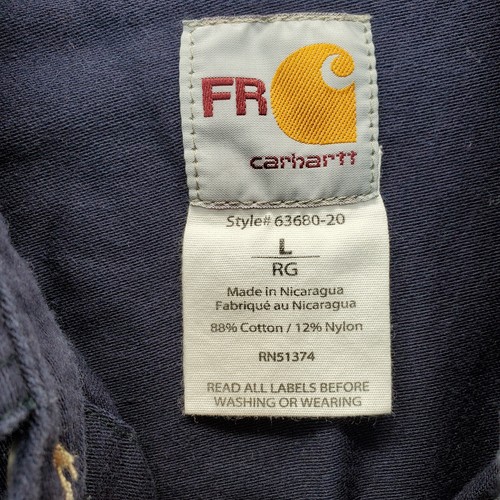 FR
carhartt
Style# 63680-20
L
RG
Made in Nicaragua
Fabriqué au Nicaragua
88% Cotton / 12% Nylon
RN51374
READ ALL LABELS BEFORE
WASHING OR WEARING